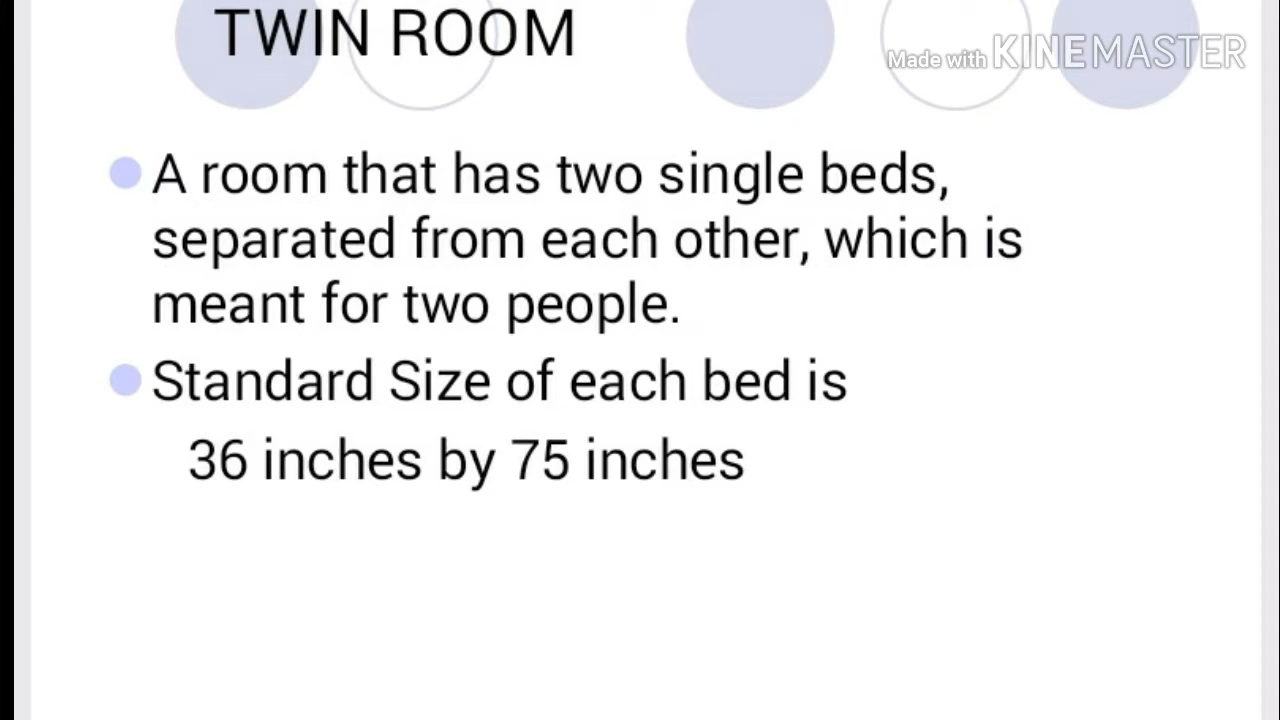 TWIN ROOM
Made with KINEMASTER
A room that has two single beds,
separated from each other, which is
meant for two people.
Standard Size of each bed is
36 inches by 75 inches